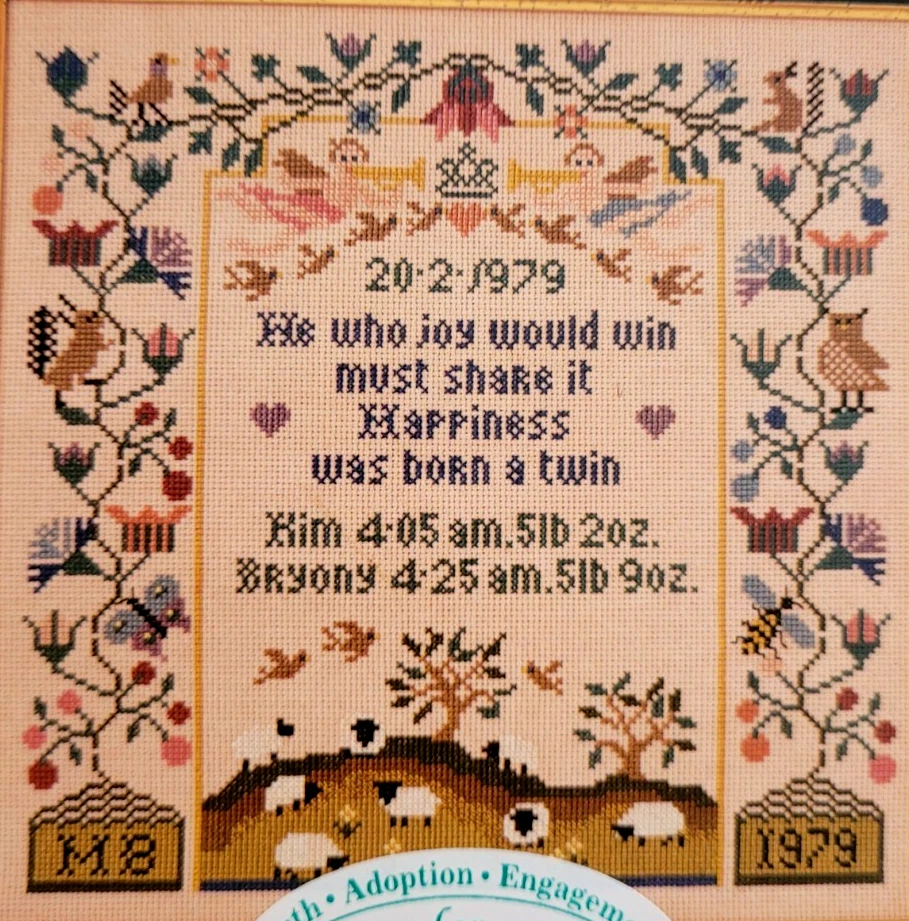 20·2·1979
He who joy would win
must share it
Happiness
was born a twin
Kim 4·05 am. 5lb 2oz.
Bryony 4·25 am. 5lb 9oz.
MB
1979
• Adoption •